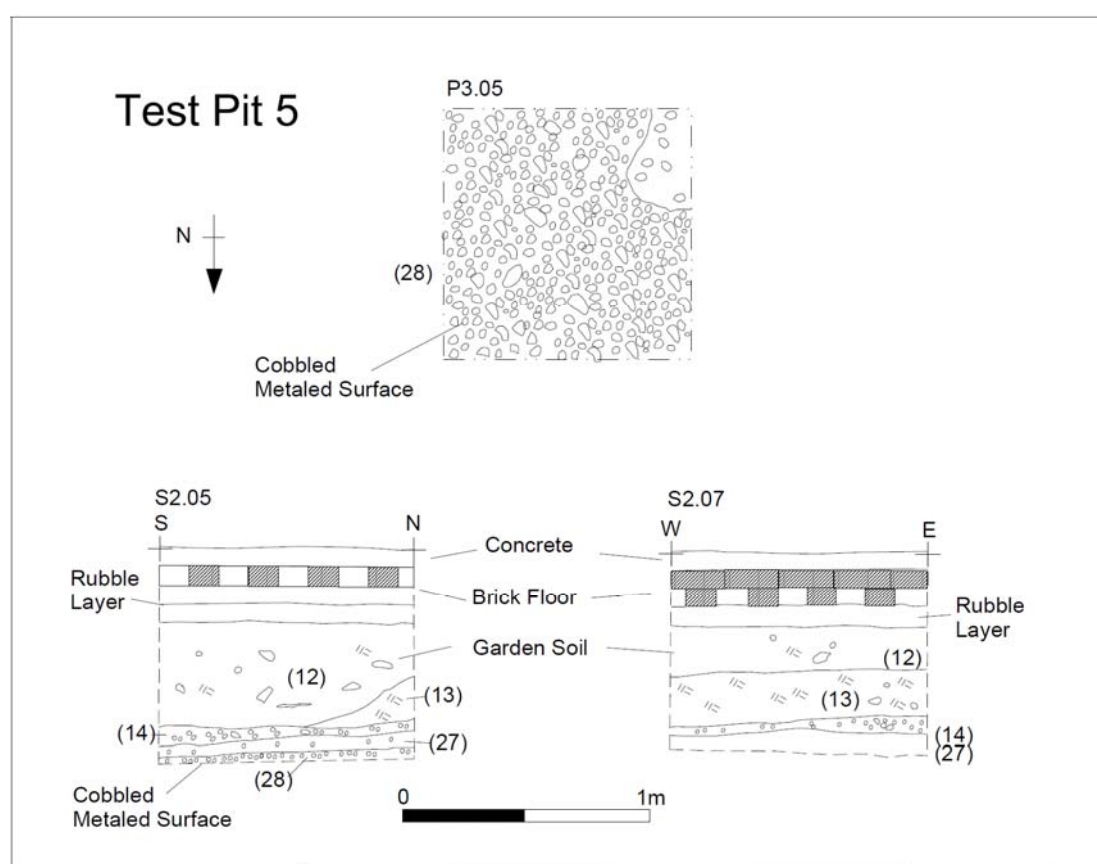 P3.05
Test Pit 5
N
(28)
Cobbled
Metaled Surface
S2.05
S
N
S2.07
W
E
Concrete
Rubble
Layer
Brick Floor
Rubble
Layer
Garden Soil
(12)
(12)
(13)
(13)
(14)
(27)
(14)
(27)
(28)
Cobbled
Metaled Surface
0
1m